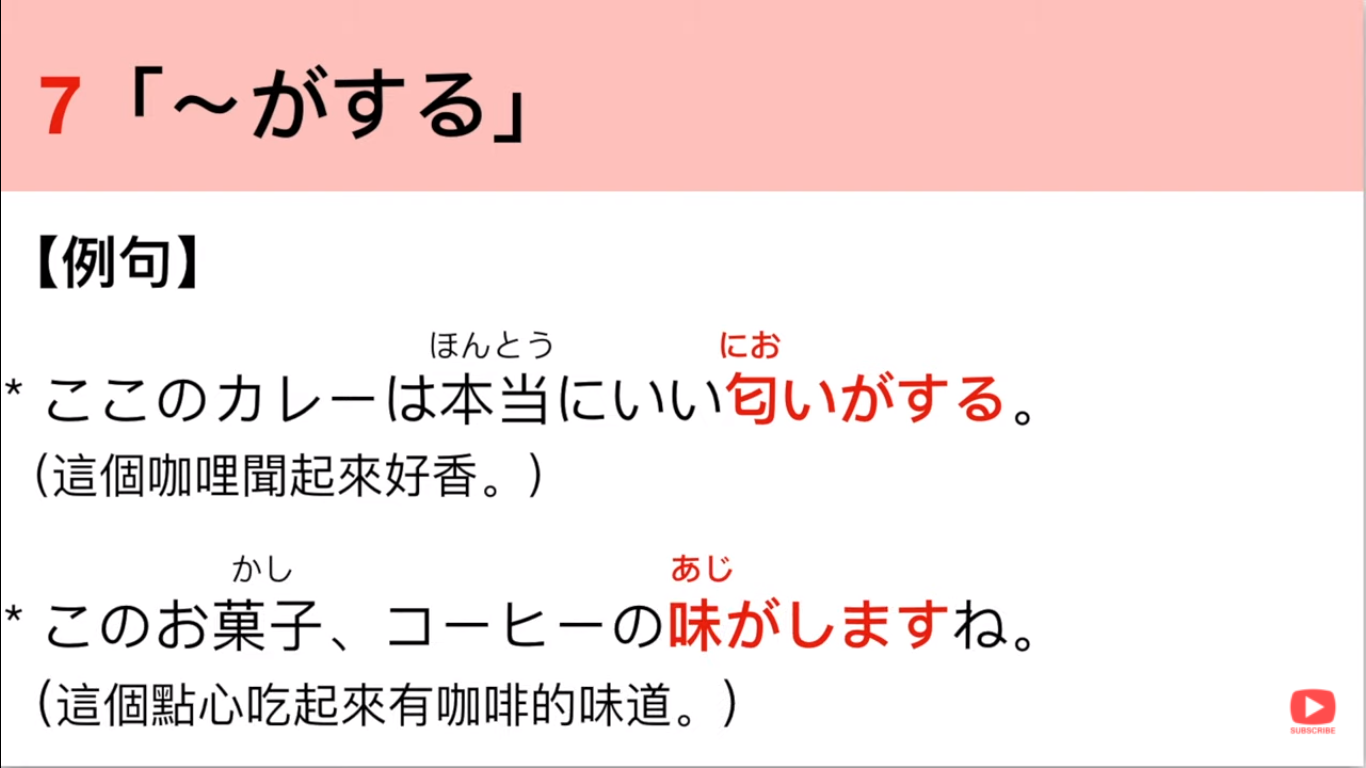 7「～がする」
【例句】
ほんとう にお
* ここのカレーは本当にいい匂いがする。
（這個咖哩聞起來好香。）
かし あじ
* このお菓子、コーヒーの味がしますね。
（這個點心吃起來有咖啡的味道。）
SUBSCRIBE